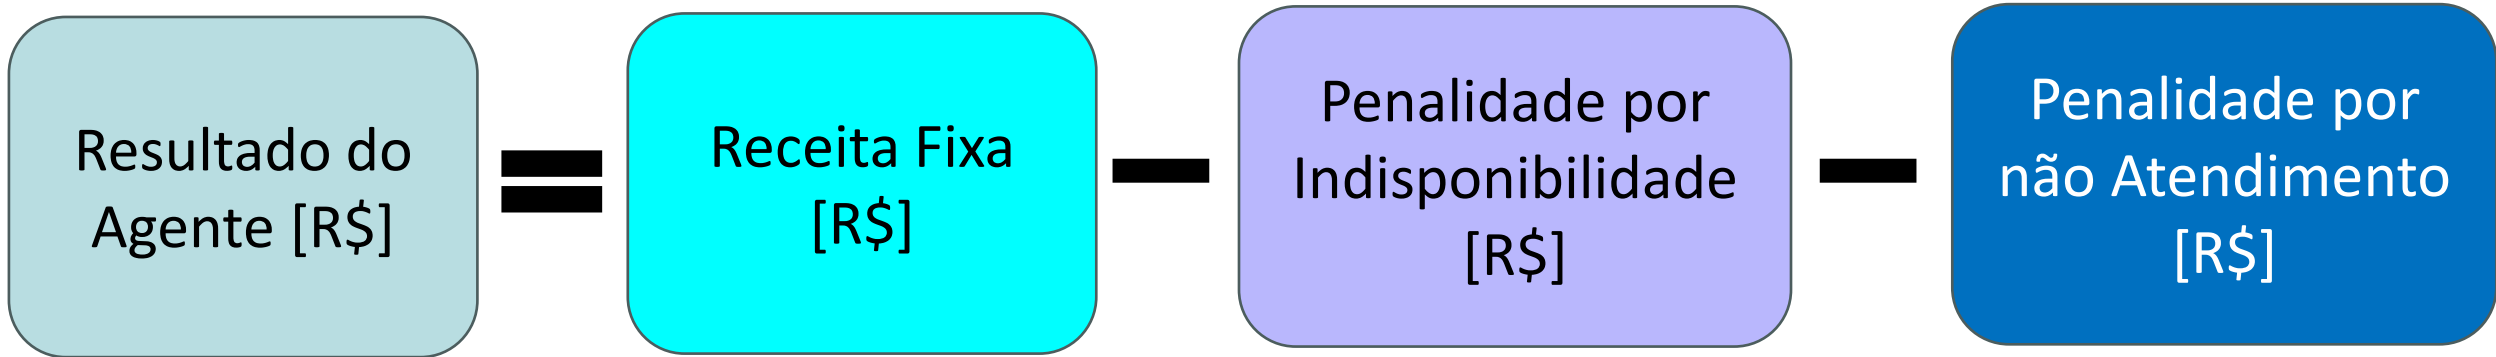 Resultado do
Agente [R$]
=
Receita Fixa
[R$]
-
Penalidade por
Indisponibilidade
[R$]
-
Penalidade por
não Atendimento
[R$]